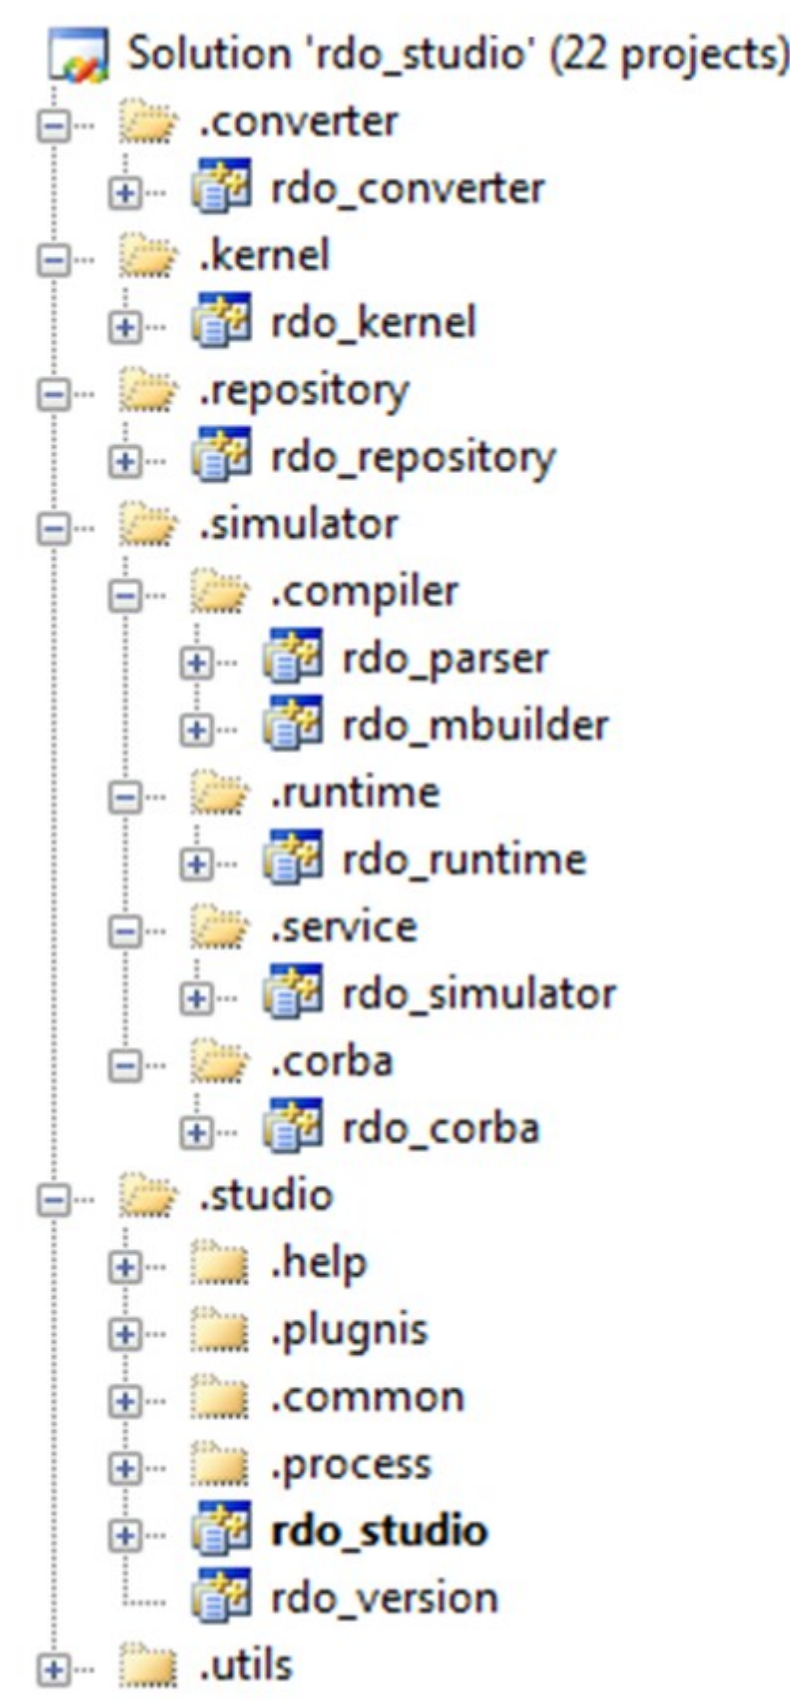 Solution 'rdo_studio' (22 projects)
.converter
rdo_converter
.kernel
rdo_kernel
.repository
rdo_repository
.simulator
.compiler
rdo_parser
rdo_mbuilder
.runtime
rdo_runtime
.service
rdo_simulator
.corba
rdo_corba
.studio
.help
.plugnis
.common
.process
rdo_studio
rdo_version
.utils